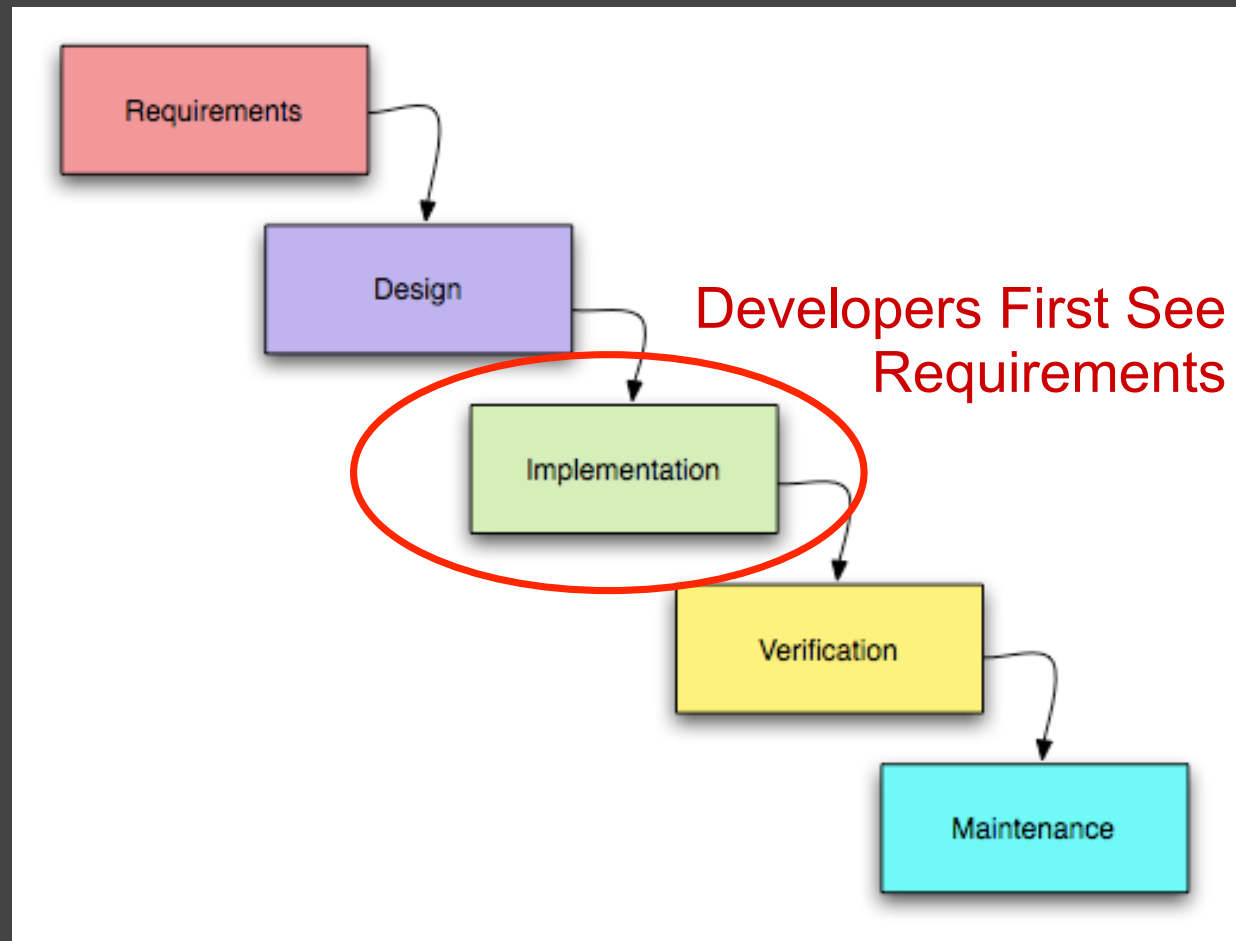 Requirements
Design
Developers First See
Requirements
Implementation
Verification
Maintenance